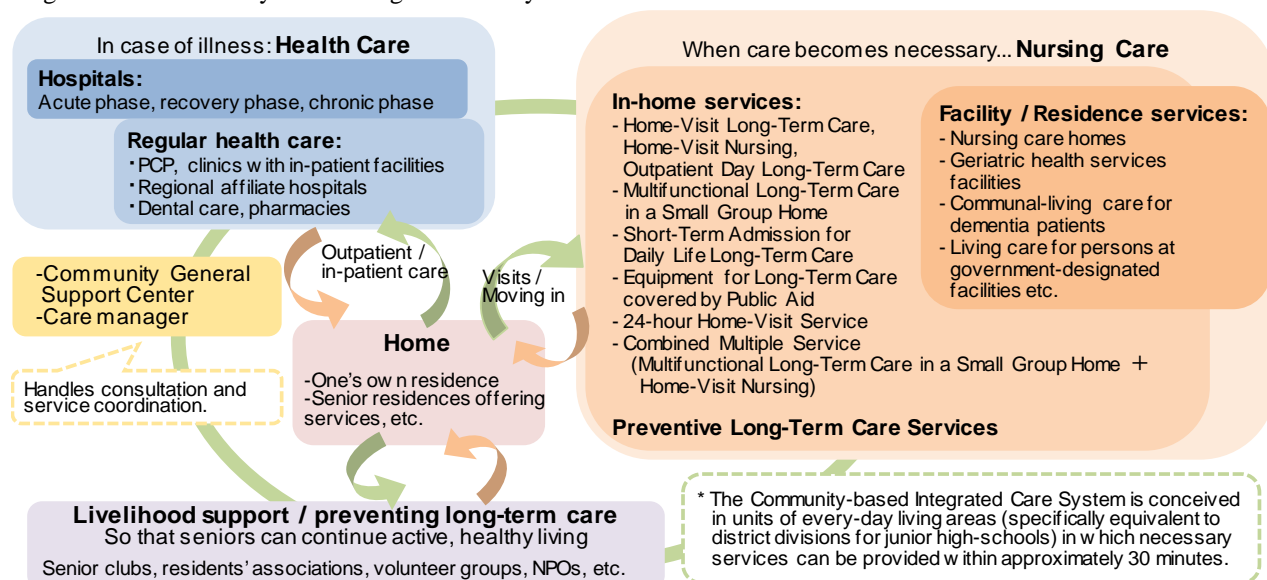 In case of illness: Health Care
Hospitals:
Acute phase, recovery phase, chronic phase
Regular health care:
・PCP, clinics with in-patient facilities
・Regional affiliate hospitals
・Dental care, pharmacies
When care becomes necessary... Nursing Care
In-home services:
- Home-Visit Long-Term Care,
Home-Visit Nursing,
Outpatient Day Long-Term Care
- Multifunctional Long-Term Care
in a Small Group Home
- Short-Term Admission for
Daily Life Long-Term Care
- Equipment for Long-Term Care
covered by Public Aid
- 24-hour Home-Visit Service
- Combined Multiple Service
(Multifunctional Long-Term Care in a Small Group Home +
Home-Visit Nursing)
Preventive Long-Term Care Services
Facility / Residence services:
- Nursing care homes
- Geriatric health services
facilities
- Communal-living care for
dementia patients
- Living care for persons at
government-designated
facilities etc.
-Community General
Support Center
-Care manager
Handles consultation and
service coordination.
Outpatient /
in-patient care
Visits /
Moving in
Home
-One's own residence
-Senior residences offering
services, etc.
Livelihood support / preventing long-term care
So that seniors can continue active, healthy living
Senior clubs, residents' associations, volunteer groups, NPOs, etc.
* The Community-based Integrated Care System is conceived
in units of every-day living areas (specifically equivalent to
district divisions for junior high-schools) in which necessary
services can be provided within approximately 30 minutes.